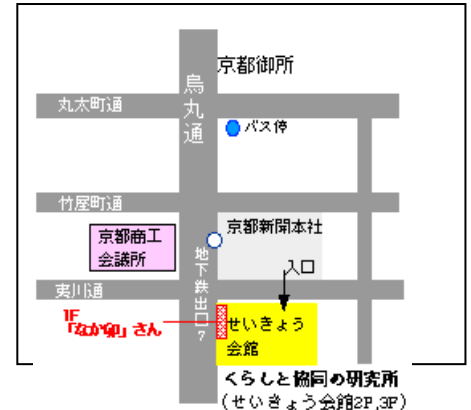 京都御所
烏丸通
丸太町通
バス停
竹屋町通
京都新聞本社
京都商工
会議所
地下鉄出口7
入口
夷川通
1F
「なか卯」さん
せいきょう
会館
くらしと協同の研究所
(せいきょう会館2F,3F)